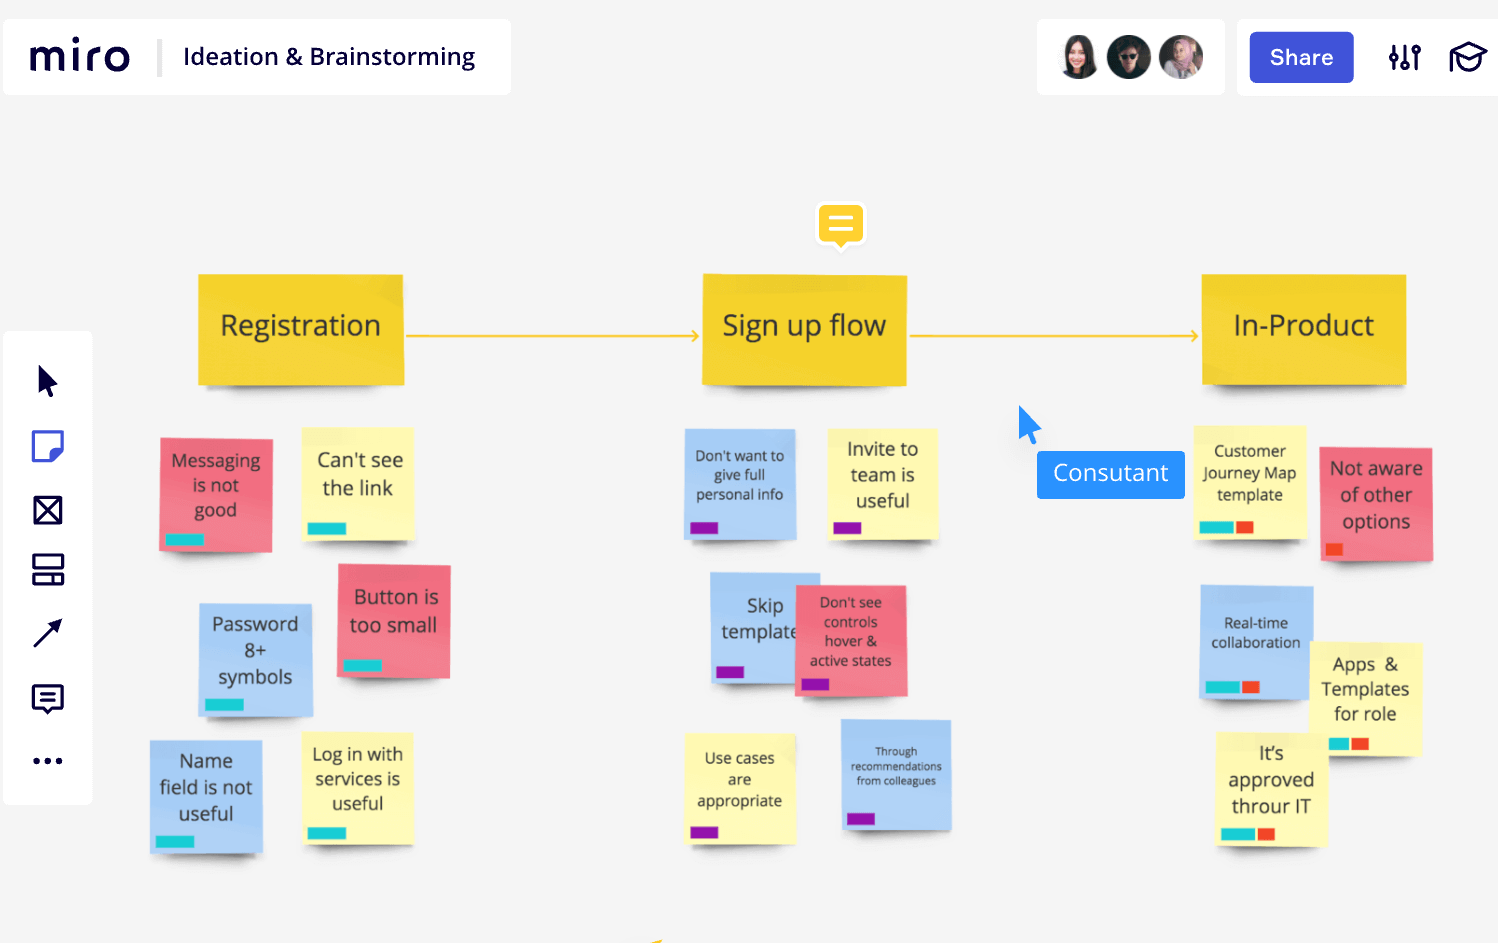 miro
Ideation & Brainstorming
Share
Registration
Sign up flow
In-Product
Consutant
Messaging
is not
good
Can't see
the link
Password
8+
symbols
Button is
too small
Name
field is not
useful
Log in with
services is
useful
Don't want to
give full
personal info
Invite to
team is
useful
Skip
template
Don't see
controls
hover &
active states
Use cases
are
appropriate
Through
recommendations
from colleagues
Customer
Journey Map
template
Not aware
of other
options
Real-time
collaboration
Apps &
Templates
for role
It’s
approved
throur IT